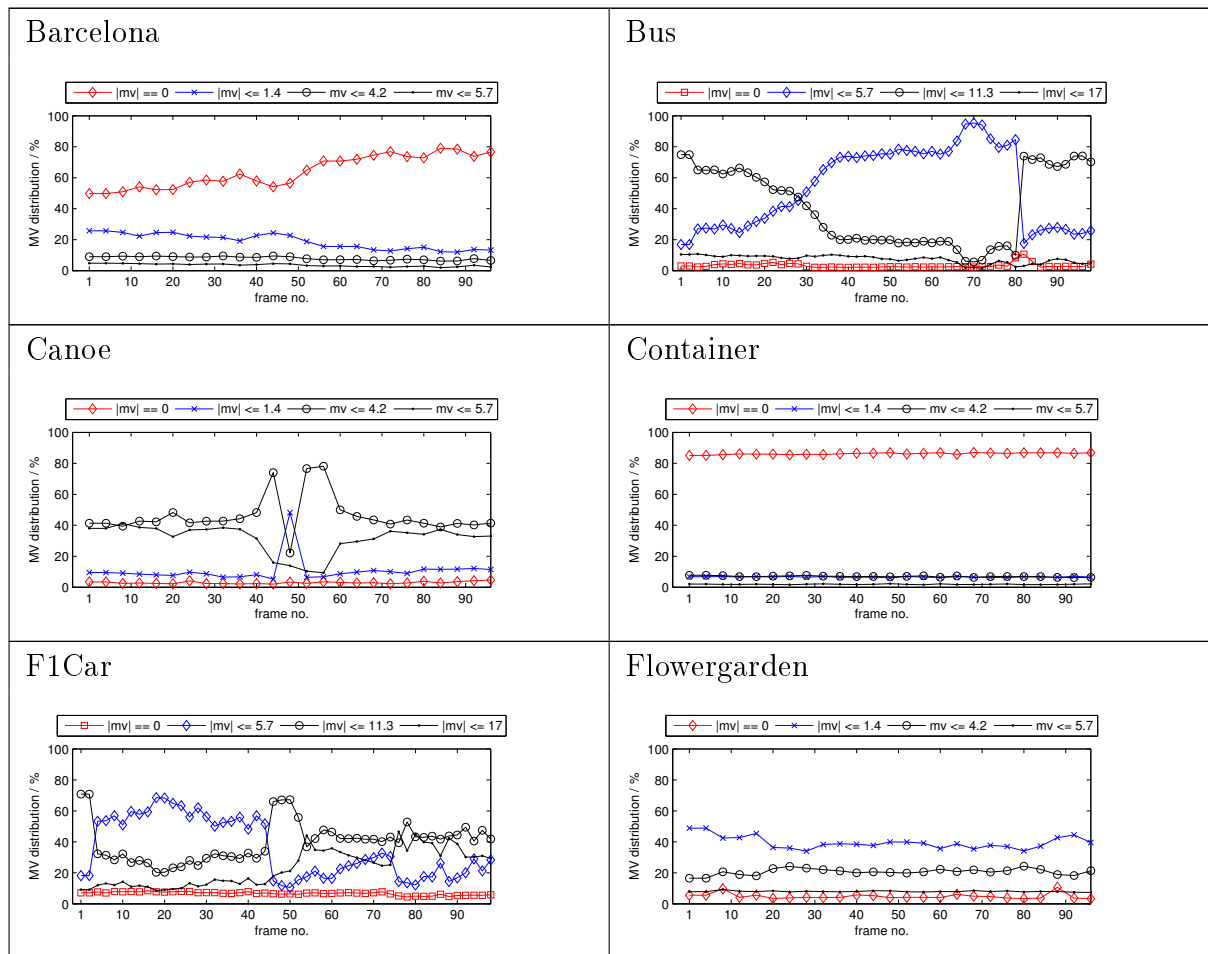 Barcelona
|mv| == 0 |mv| <= 1.4 mv <= 4.2 mv <= 5.7
100
80
60
40
20
0
MV distribution / %
1 10 20 30 40 50 60 70 80 90
frame no.
Bus
|mv| == 0 |mv| <= 5.7 |mv| <= 11.3 |mv| <= 17
100
80
60
40
20
0
MV distribution / %
1 10 20 30 40 50 60 70 80 90
frame no.
Canoe
|mv| == 0 |mv| <= 1.4 mv <= 4.2 mv <= 5.7
100
80
60
40
20
0
MV distribution / %
1 10 20 30 40 50 60 70 80 90
frame no.
Container
|mv| == 0 |mv| <= 1.4 mv <= 4.2 mv <= 5.7
100
80
60
40
20
0
MV distribution / %
1 10 20 30 40 50 60 70 80 90
frame no.
F1Car
|mv| == 0 |mv| <= 5.7 |mv| <= 11.3 |mv| <= 17
100
80
60
40
20
0
MV distribution / %
1 10 20 30 40 50 60 70 80 90
frame no.
Flowergarden
|mv| == 0 |mv| <= 1.4 mv <= 4.2 mv <= 5.7
100
80
60
40
20
0
MV distribution / %
1 10 20 30 40 50 60 70 80 90
frame no.